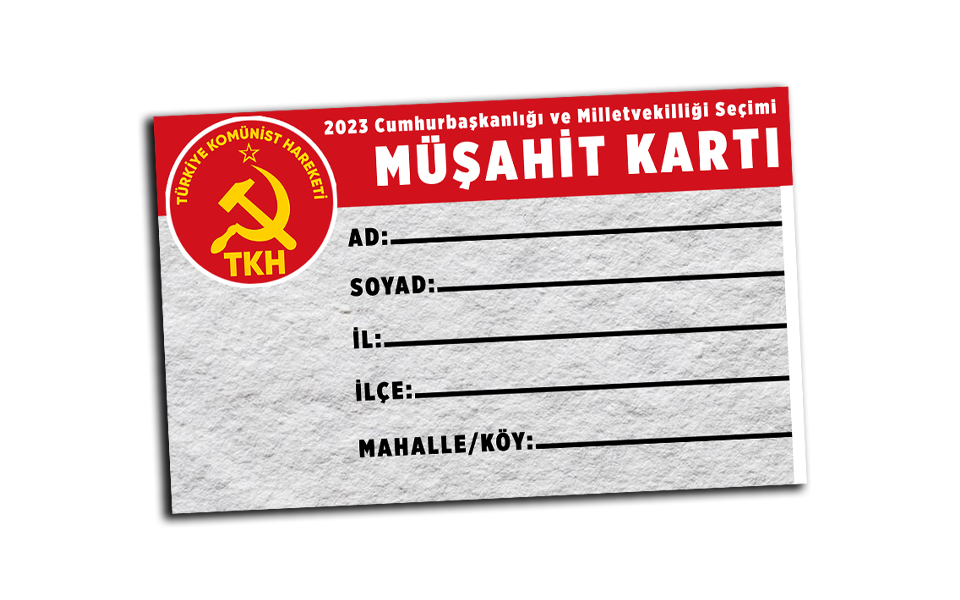 2023 Cumhurbaşkanlığı ve Milletvekilliği Seçimi
MÜŞAHİT KARTI
TÜRKİYE KOMÜNİST HAREKETİ
TKH
AD:
SOYAD:
İL:
İLÇE:
MAHALLE/KÖY: